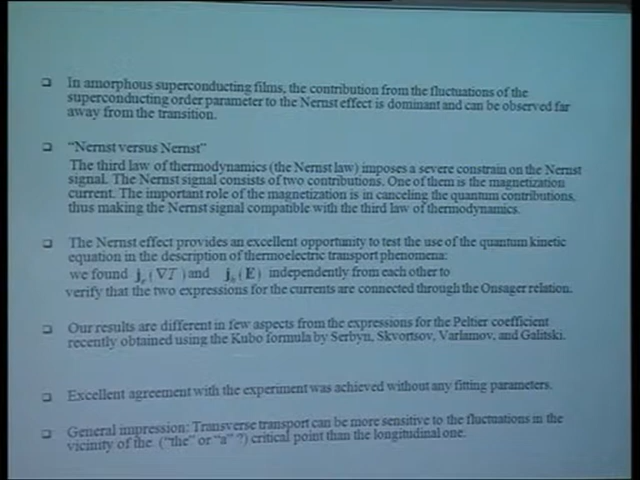 In amorphous superconducting films, the contribution from the fluctuations of the
superconducting order parameter to the Nernst effect is dominant and can be observed far
away from the transition.
"Nernst versus Nernst"
The third law of thermodynamics (the Nernst law) imposes a severe constrain on the Nernst
signal. The Nernst signal consists of two contributions. One of them is the magnetization
current. The important role of the magnetization is in canceling the quantum contributions,
thus making the Nernst signal compatible with the third law of thermodynamics.
The Nernst effect provides an excellent opportunity to test the use of the quantum kinetic
equation in the description of thermoelectric transport phenomena:
we found j_e (∇T) and j_h (E) independently from each other to
verify that the two expressions for the currents are connected through the Onsager relation.
Our results are different in few aspects from the expressions for the Peltier coefficient
recently obtained using the Kubo formula by Serbyn, Skvortsov, Varlamov, and Galitski.
Excellent agreement with the experiment was achieved without any fitting parameters.
General impression: Transverse transport can be more sensitive to the fluctuations in the
vicinity of the ("the" or "a" ?) critical point than the longitudinal one.